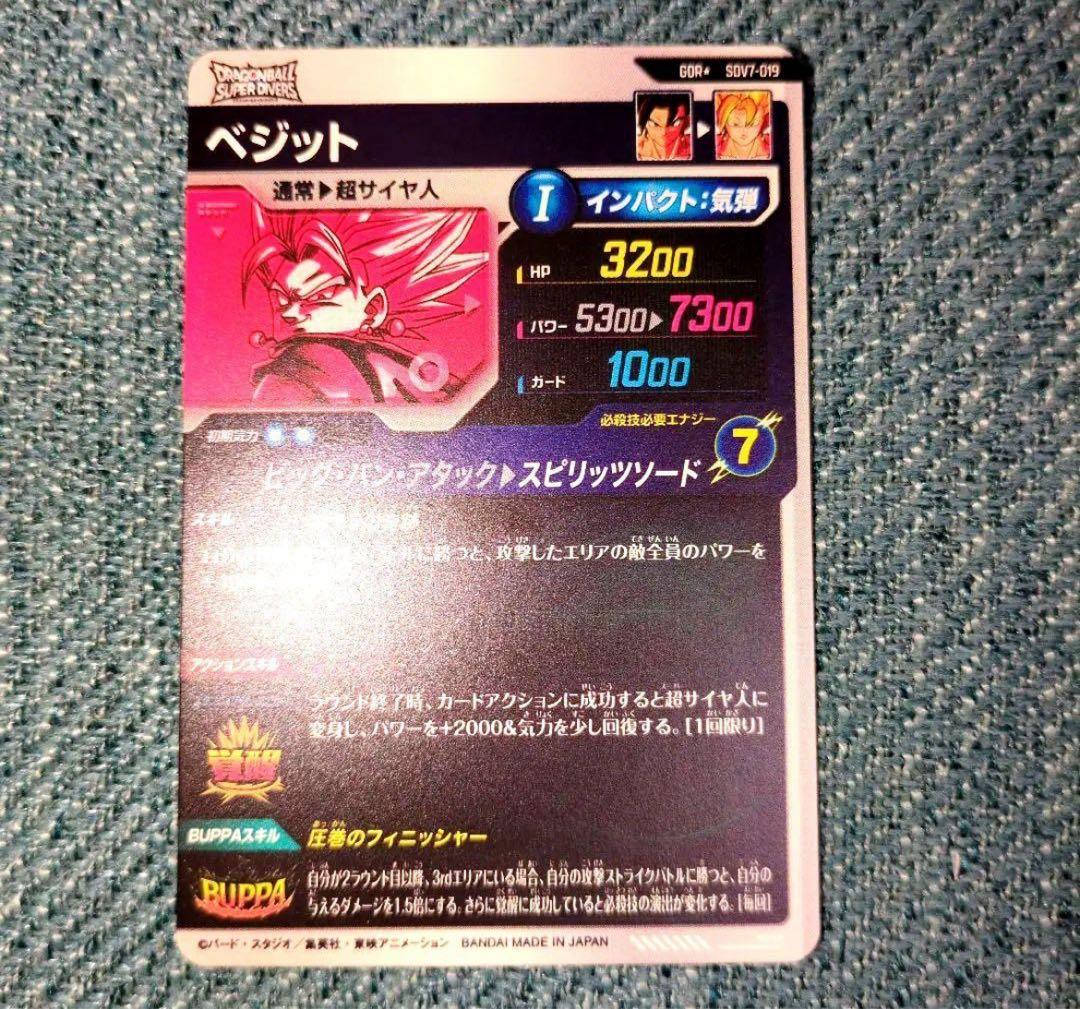 DRAGONBALL
SUPER DIVERS
GDR★ SDV7-019
ベジット
通常▶超サイヤ人
I インパクト:気弾
HP 3200
パワー 5300▶7300
ガード 1000
必殺技必要エナジー
7
初期気力
ビッグ・バン・アタック▶スピリッツソード
スキル
に勝つと、攻撃したエリアの敵全員のパワーを
アクションスキル
ラウンド終了時、カードアクションに成功すると超サイヤ人に
変身し、パワーを+2000&気力を少し回復する。[1回限り]
覚醒
BUPPAスキル 圧巻のフィニッシャー
BUPPA
自分が2ラウンド目以降、3rdエリアにいる場合、自分の攻撃ストライクバトルに勝つと、自分の
与えるダメージを1.5倍にする。さらに覚醒に成功していると必殺技の演出が変化する。[毎回]
©バード・スタジオ/集英社・東映アニメーション BANDAI MADE IN JAPAN